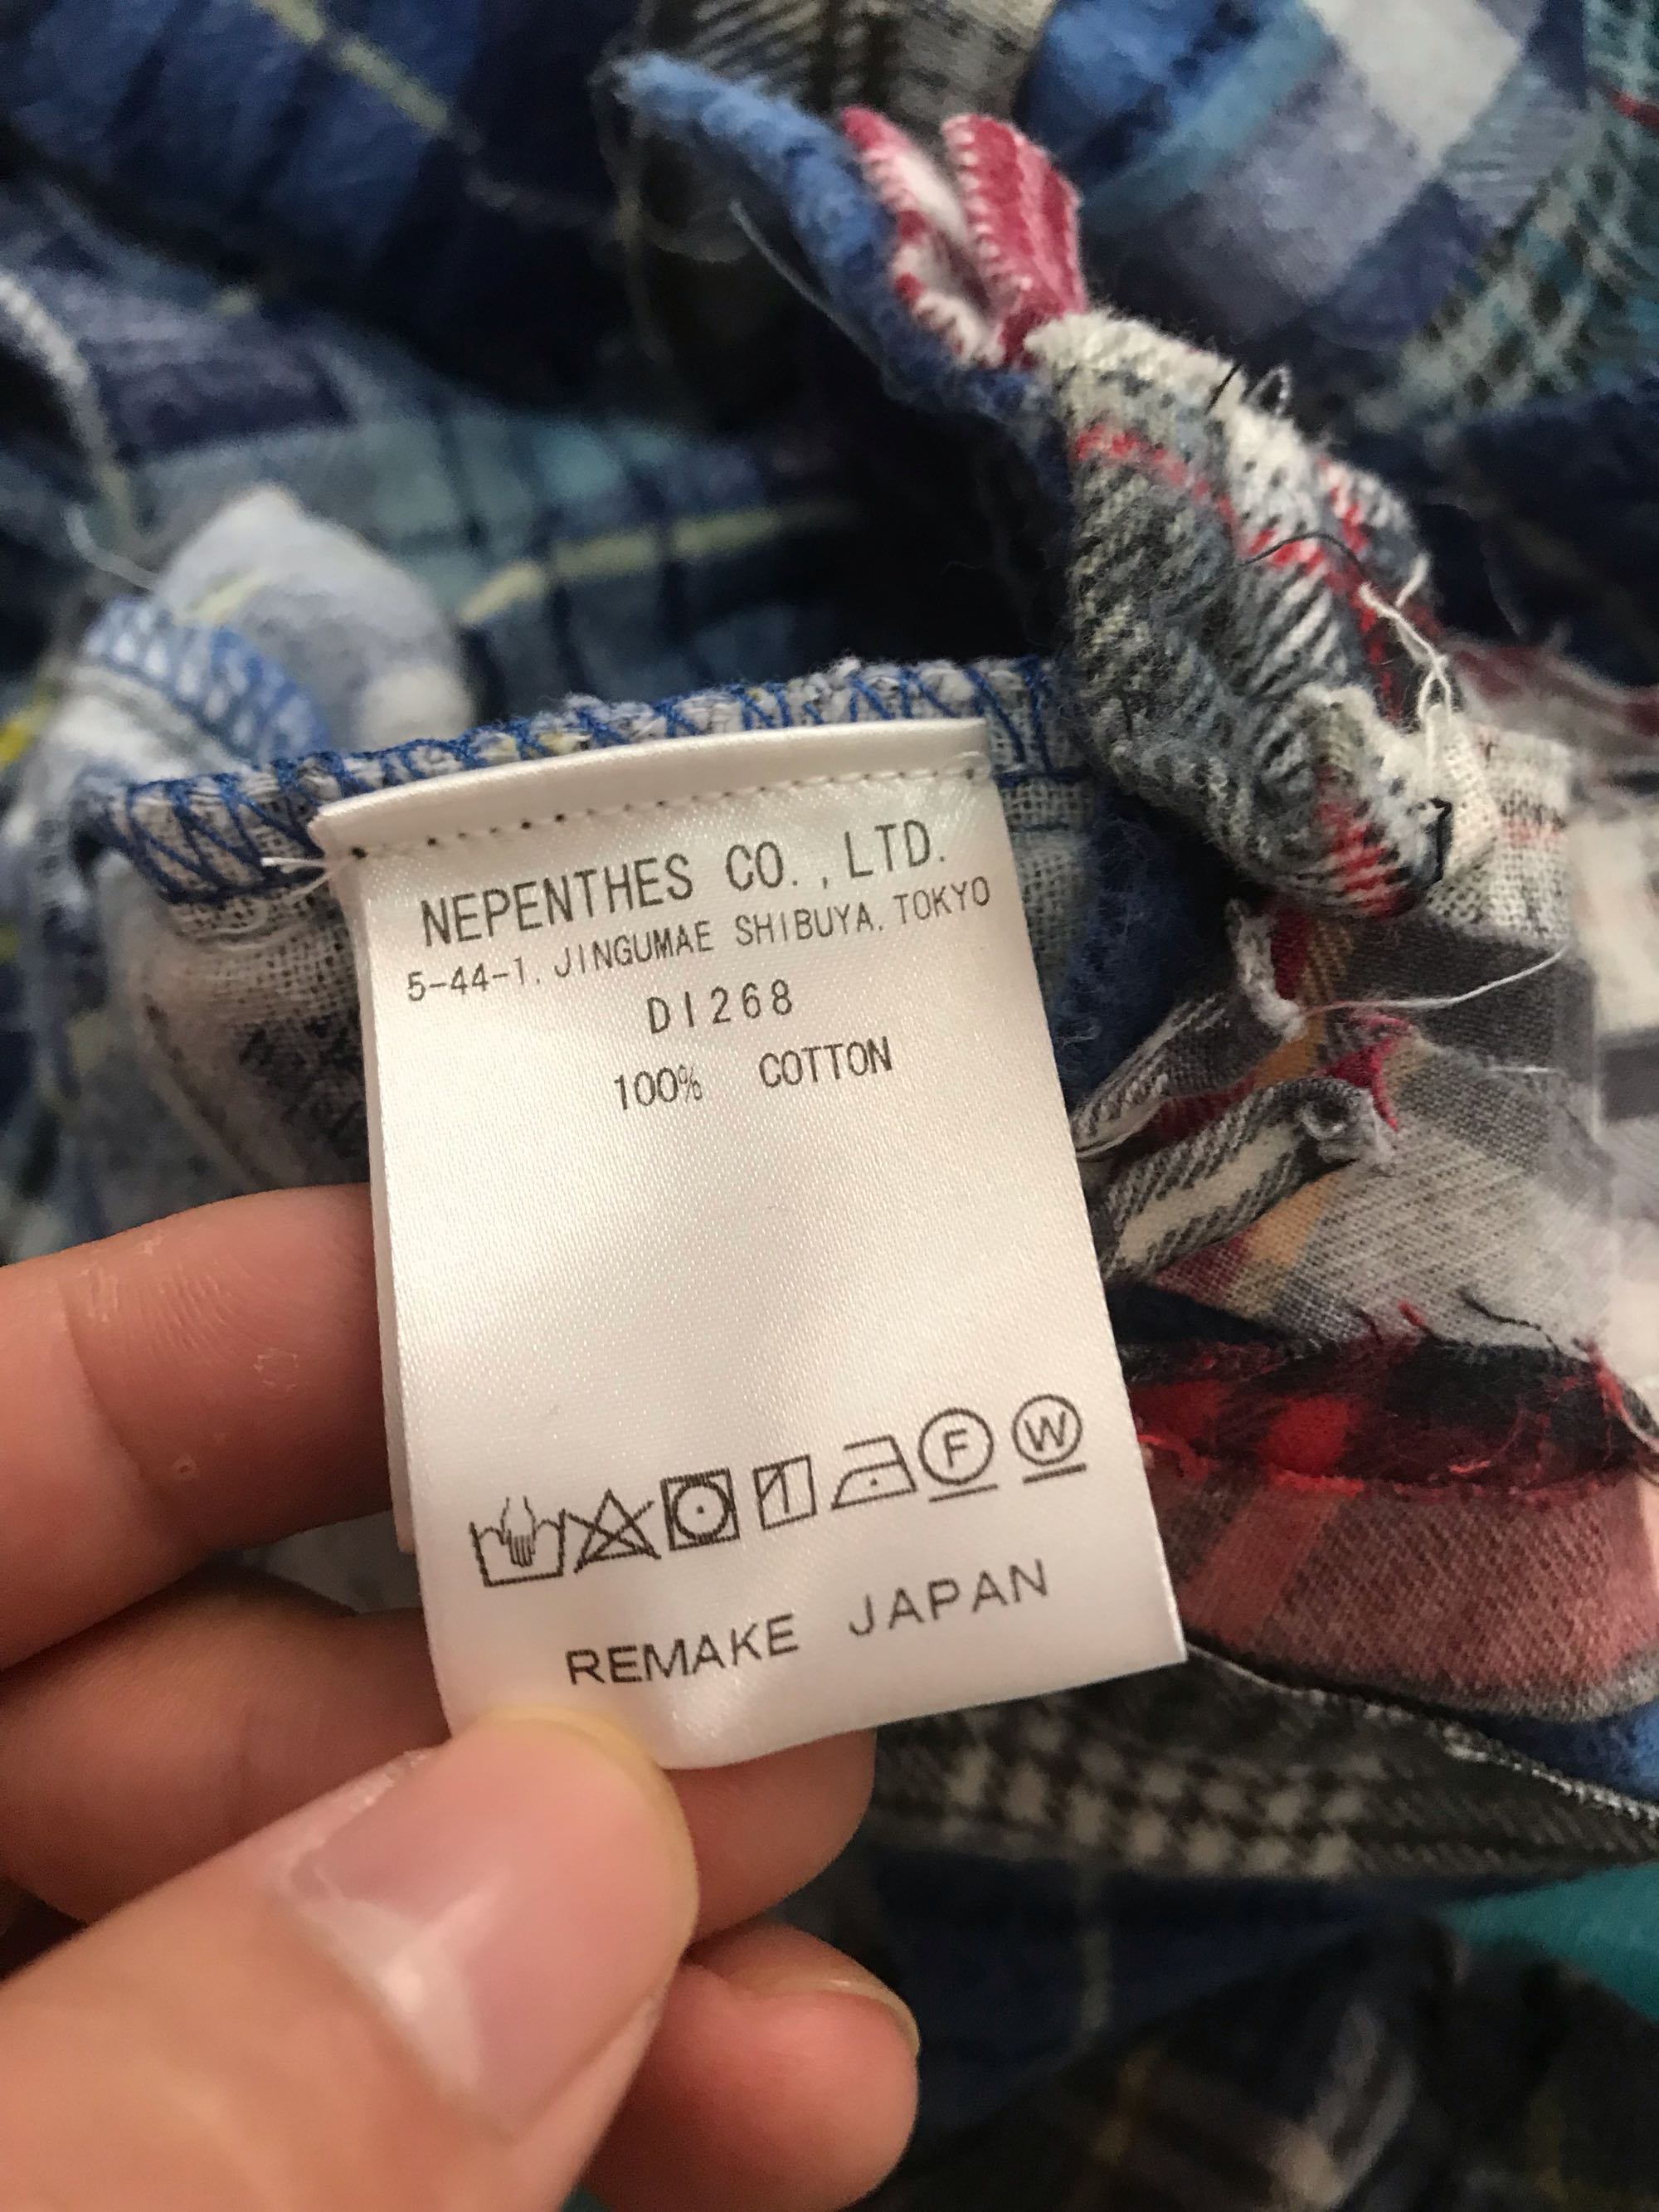 NEPENTHES CO.,LTD.
5-44-1, JINGUMAE SHIBUYA, TOKYO
DI268
100% COTTON
F W
REMAKE JAPAN